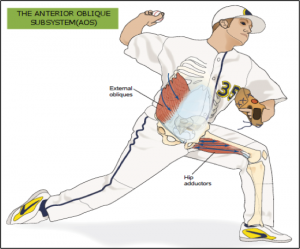 THE ANTERIOR OBLIQUE
SUBSYSTEM(AOS)
External
obliques
35
Hip
adductors